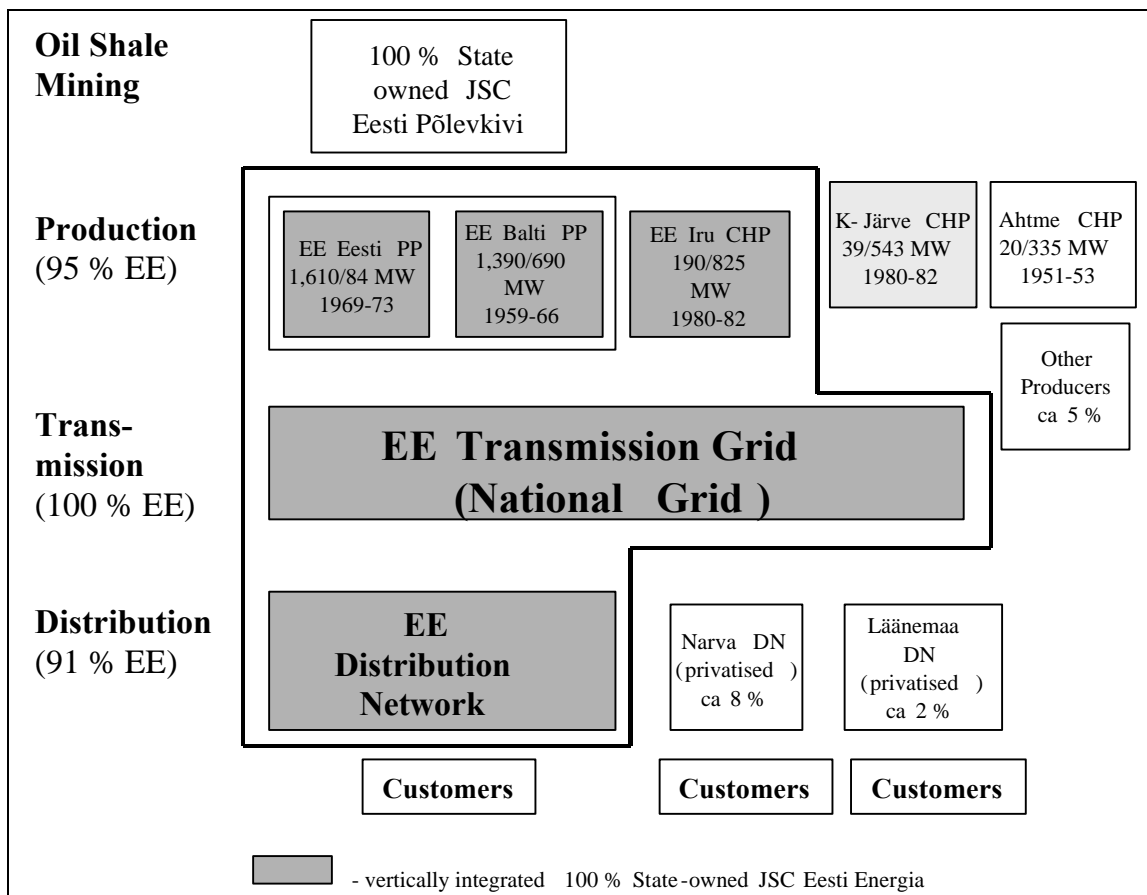 Oil Shale
Mining
100 % State
owned JSC
Eesti Põlevkivi
Production
(95 % EE)
EE Eesti PP
1,610/84 MW
1969-73
EE Balti PP
1,390/690
MW
1959-66
EE Iru CHP
190/825
MW
1980-82
K- Järve CHP
39/543 MW
1980-82
Ahtme CHP
20/335 MW
1951-53
Other
Producers
ca 5 %
Trans-
mission
(100 % EE)
EE Transmission Grid
(National Grid )
Distribution
(91 % EE)
EE
Distribution
Network
Narva DN
(privatised )
ca 8 %
Läänemaa
DN
(privatised )
ca 2 %
Customers
Customers
Customers
- vertically integrated 100 % State-owned JSC Eesti Energia